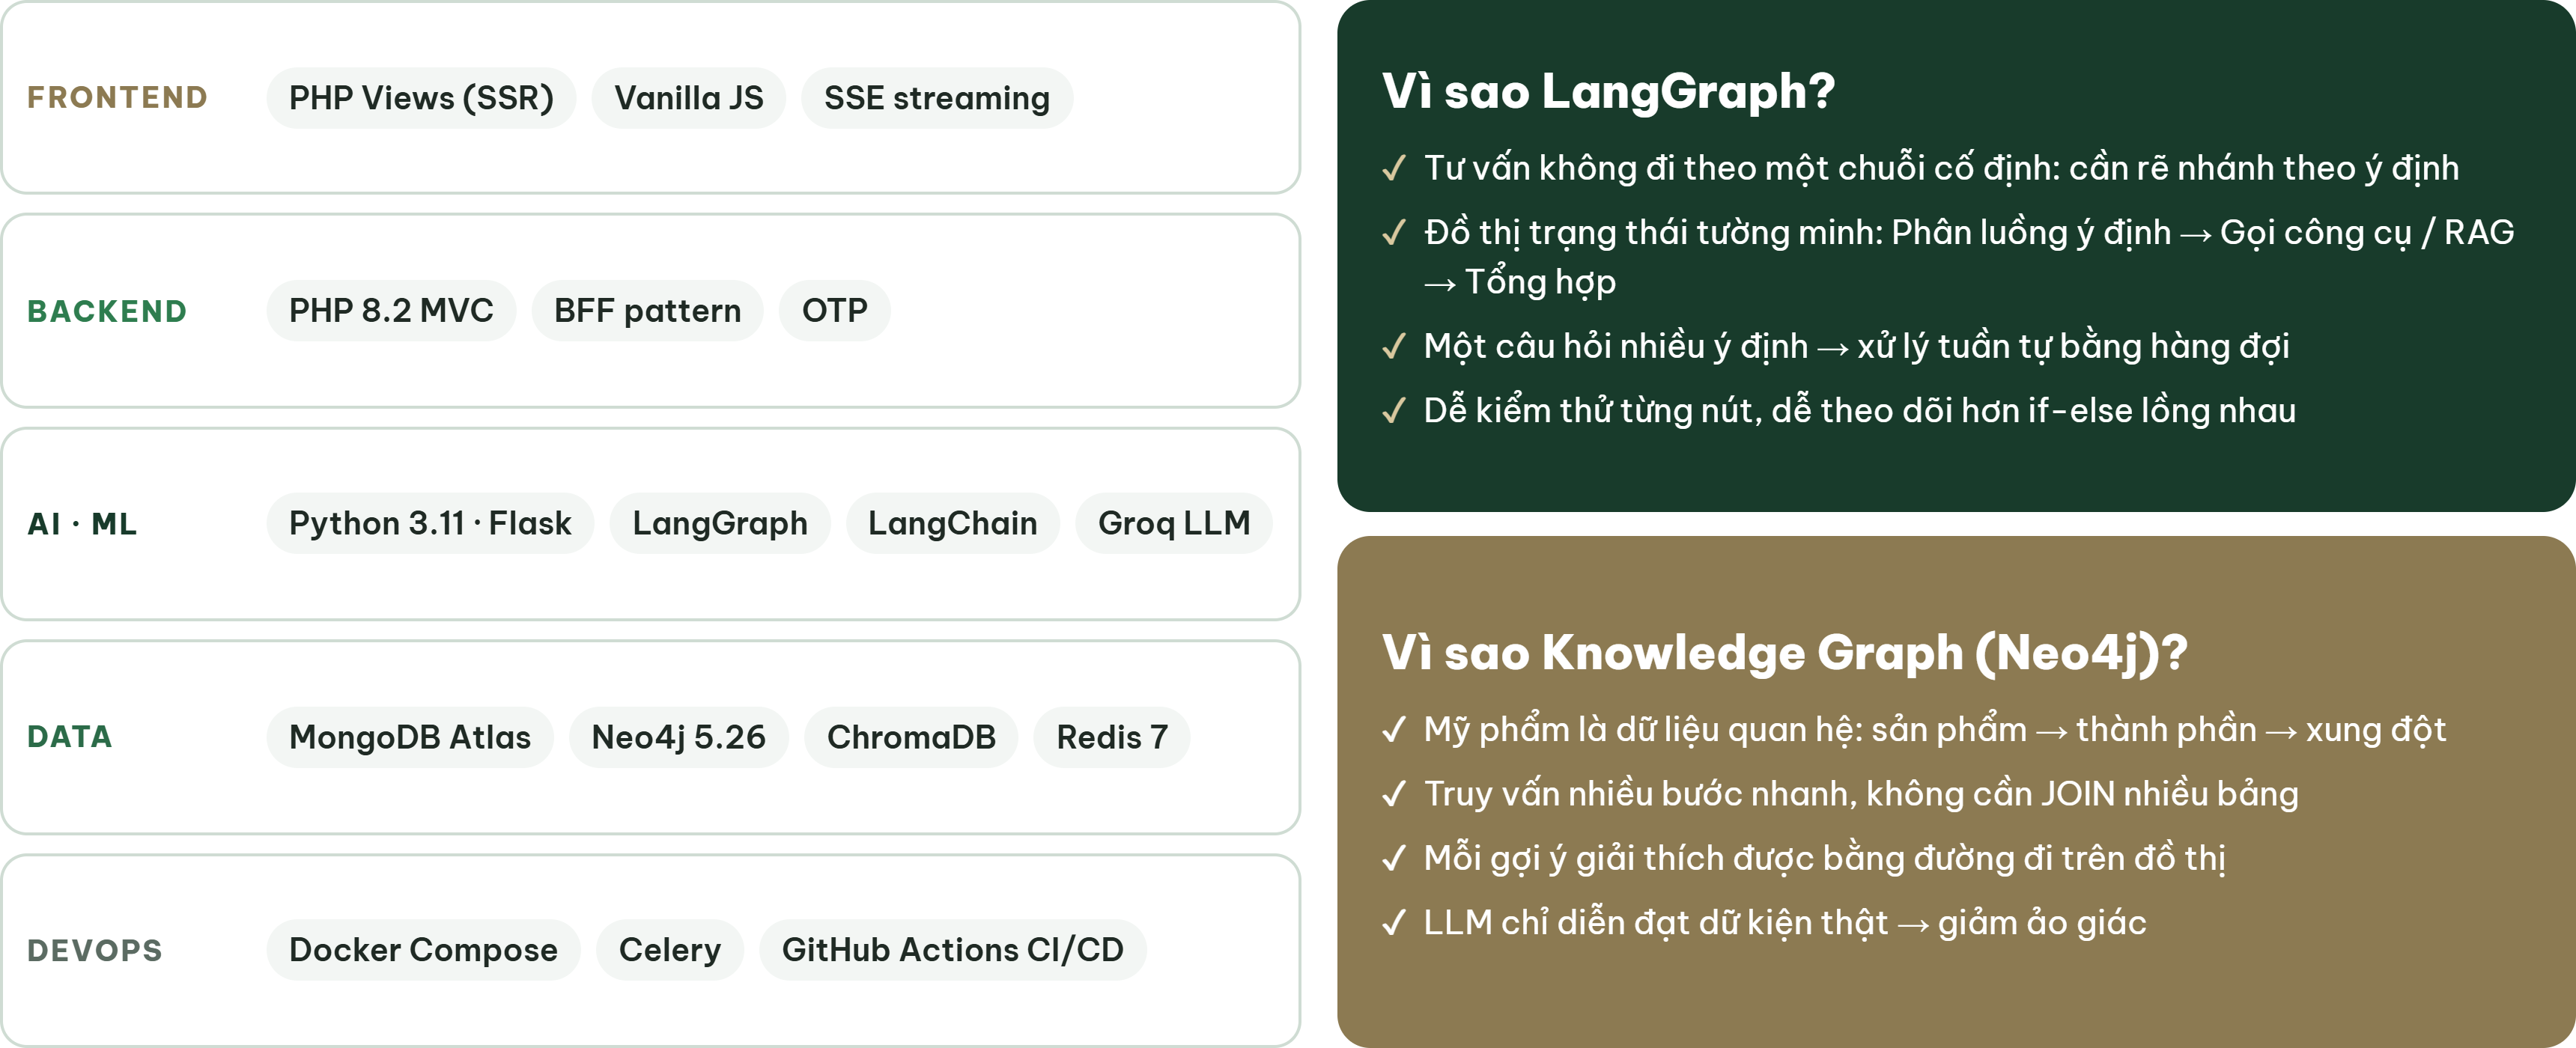 FRONTEND PHP Views (SSR) Vanilla JS SSE streaming
BACKEND PHP 8.2 MVC BFF pattern OTP
AI · ML Python 3.11 · Flask LangGraph LangChain Groq LLM
DATA MongoDB Atlas Neo4j 5.26 ChromaDB Redis 7
DEVOPS Docker Compose Celery GitHub Actions CI/CD
Vì sao LangGraph?
✓ Tư vấn không đi theo một chuỗi cố định: cần rẽ nhánh theo ý định
✓ Đồ thị trạng thái tường minh: Phân luồng ý định → Gọi công cụ / RAG
→ Tổng hợp
✓ Một câu hỏi nhiều ý định → xử lý tuần tự bằng hàng đợi
✓ Dễ kiểm thử từng nút, dễ theo dõi hơn if-else lồng nhau
Vì sao Knowledge Graph (Neo4j)?
✓ Mỹ phẩm là dữ liệu quan hệ: sản phẩm → thành phần → xung đột
✓ Truy vấn nhiều bước nhanh, không cần JOIN nhiều bảng
✓ Mỗi gợi ý giải thích được bằng đường đi trên đồ thị
✓ LLM chỉ diễn đạt dữ kiện thật → giảm ảo giác